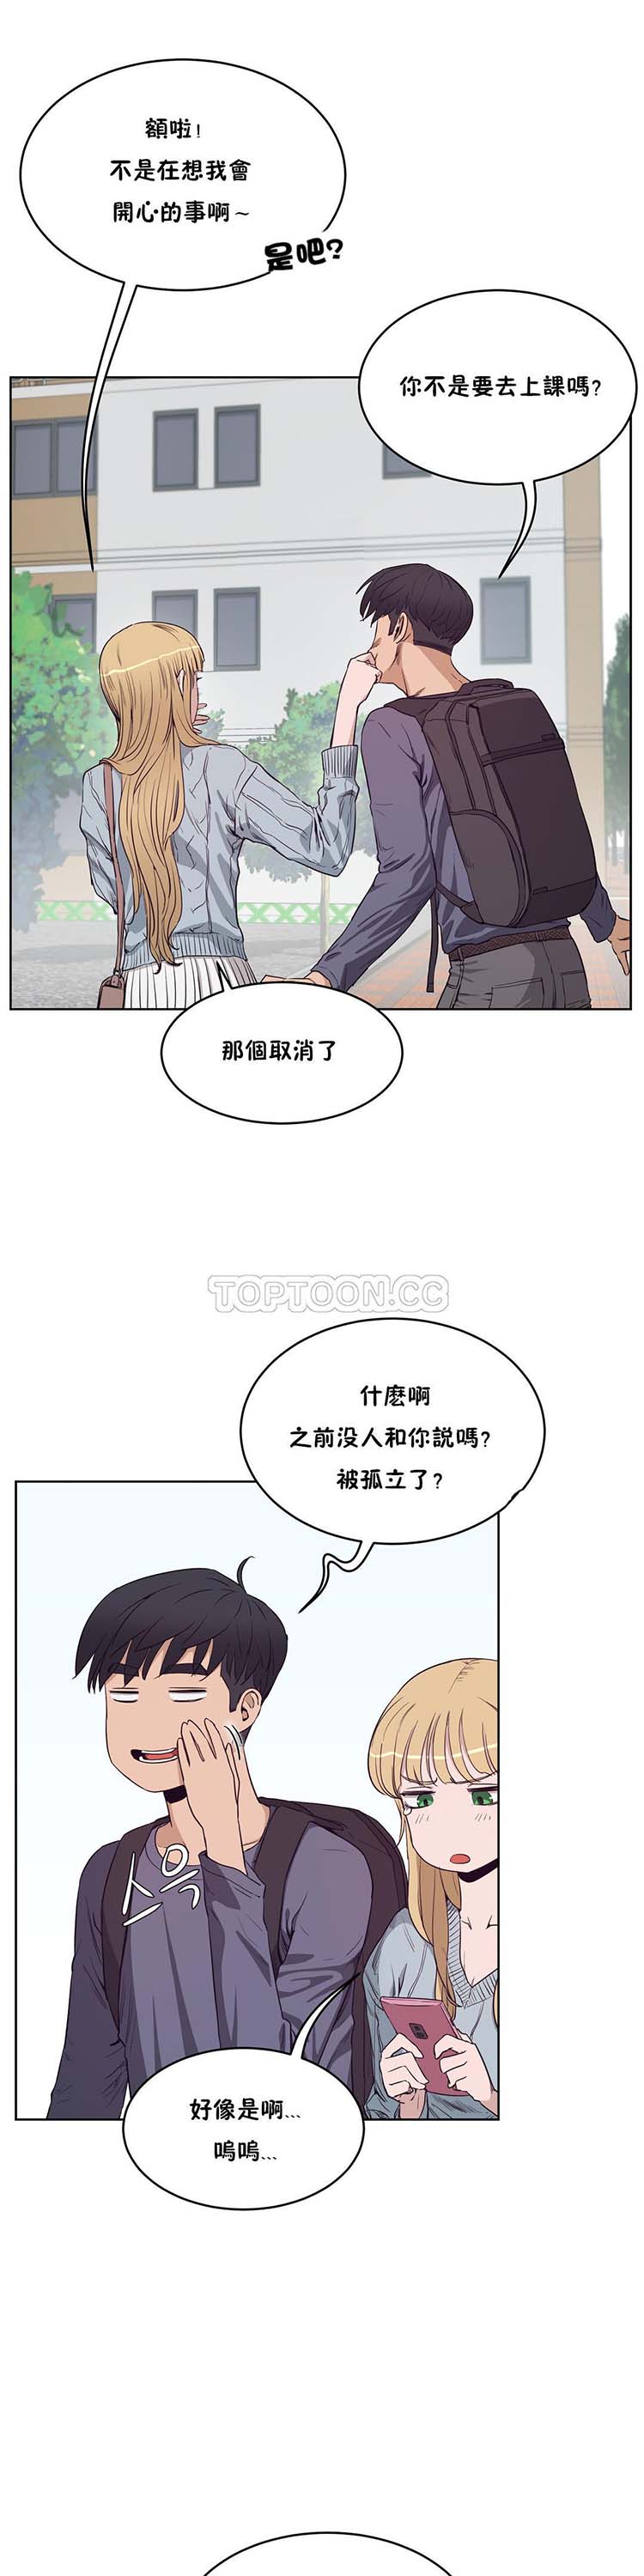 額啦!
不是在想我會
開心的事啊~
是吧?
你不是要去上課嗎?
那個取消了
TOPTOON.CC
什麽啊
之前没人和你說嗎?
被孤立了?
스윽
好像是啊...
嗚嗚...